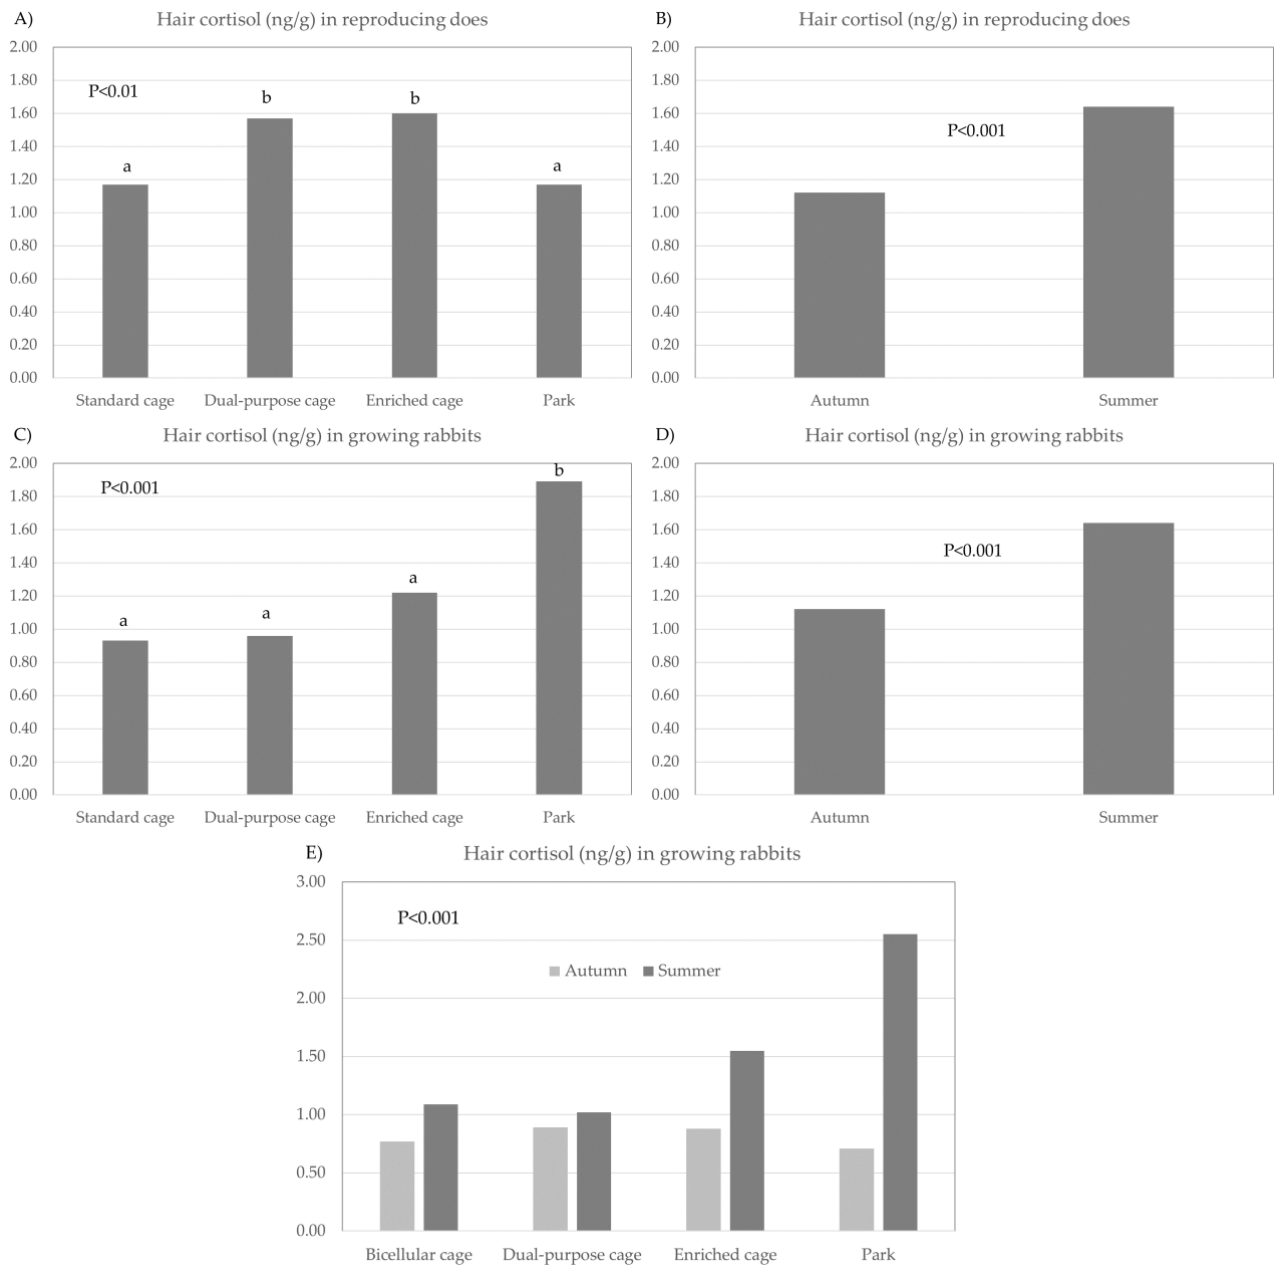 A) Hair cortisol (ng/g) in reproducing does
2.00
1.80
1.60
1.40
1.20
1.00
0.80
0.60
0.40
0.20
0.00
P<0.01
a
b
b
a
Standard cage Dual-purpose cage Enriched cage Park
B) Hair cortisol (ng/g) in reproducing does
2.00
1.80
1.60
1.40
1.20
1.00
0.80
0.60
0.40
0.20
0.00
P<0.001
Autumn Summer
C) Hair cortisol (ng/g) in growing rabbits
2.00
1.80
1.60
1.40
1.20
1.00
0.80
0.60
0.40
0.20
0.00
P<0.001
a
a
a
b
Standard cage Dual-purpose cage Enriched cage Park
D) Hair cortisol (ng/g) in growing rabbits
2.00
1.80
1.60
1.40
1.20
1.00
0.80
0.60
0.40
0.20
0.00
P<0.001
Autumn Summer
E) Hair cortisol (ng/g) in growing rabbits
3.00
2.50
2.00
1.50
1.00
0.50
0.00
P<0.001
Autumn Summer
Bicellular cage Dual-purpose cage Enriched cage Park